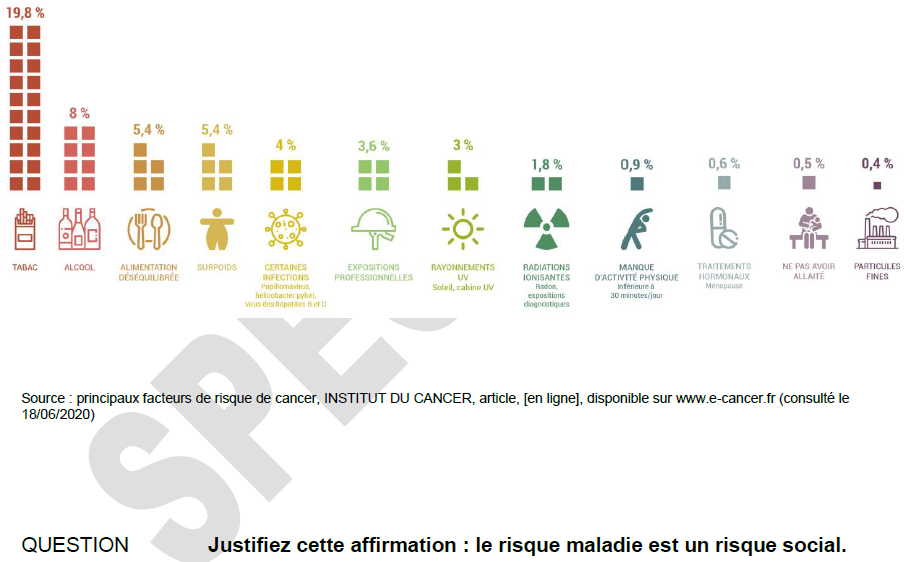 19,8 %
8 %
5,4 %
5,4 %
4 %
3,6 %
3 %
1,8 %
0,9 %
0,6 %
0,5 %
0,4 %
TABAC
ALCOOL
ALIMENTATION
DÉSÉQUILIBRÉE
SURPOIDS
CERTAINES
INFECTIONS
Papillomavirus,
helicobacter pylori,
virus des hépatites B et C
EXPOSITIONS
PROFESSIONNELLES
RAYONNEMENTS
UV
Soleil, cabine UV
RADIATIONS
IONISANTES
Radon,
expositions
diagnostiques
MANQUE
D'ACTIVITÉ PHYSIQUE
Inférieure à
30 minutes/jour
TRAITEMENTS
HORMONAUX
Ménopause
NE PAS AVOIR
ALLAITÉ
PARTICULES
FINES
SPEC
Source : principaux facteurs de risque de cancer, INSTITUT DU CANCER, article, [en ligne], disponible sur www.e-cancer.fr (consulté le
18/06/2020)
QUESTION Justifiez cette affirmation : le risque maladie est un risque social.